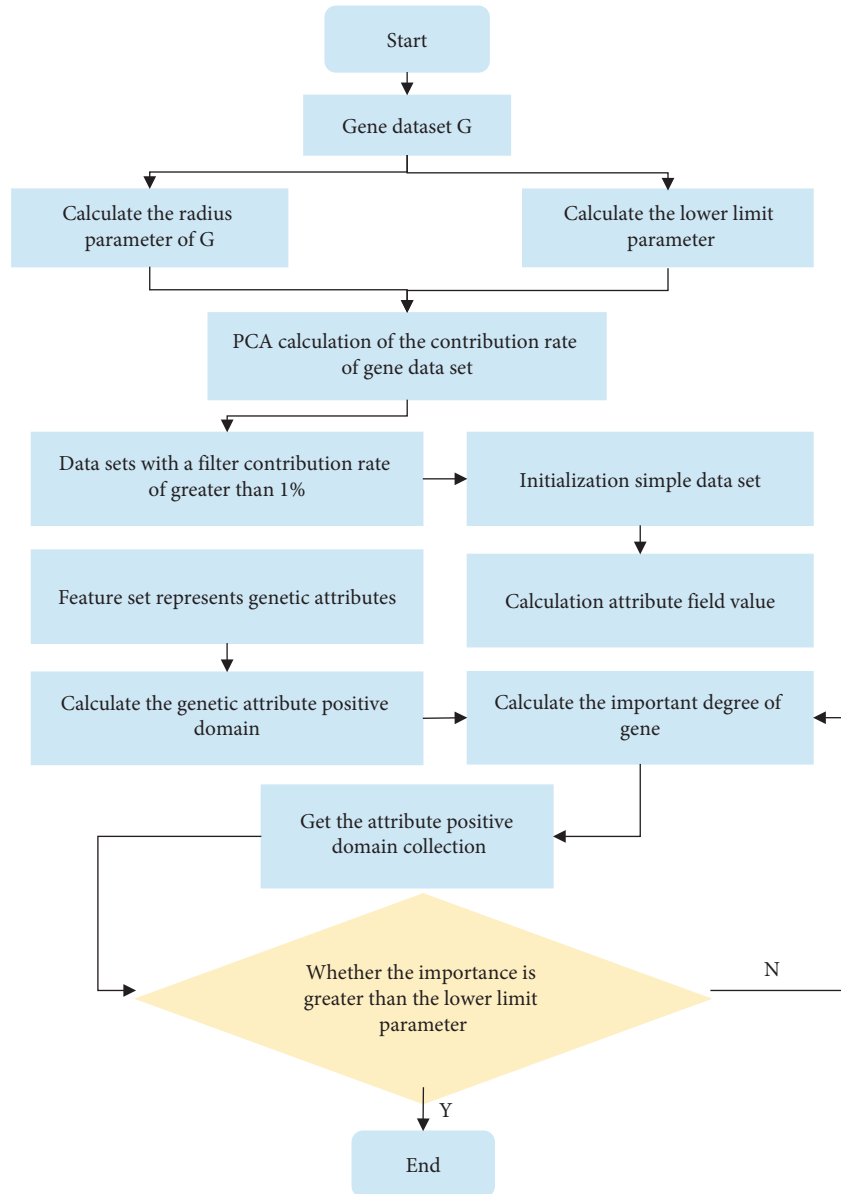 Start
Gene dataset G
Calculate the radius
parameter of G
Calculate the lower limit
parameter
PCA calculation of the contribution rate
of gene data set
Data sets with a filter contribution rate
of greater than 1%
Initialization simple data set
Feature set represents genetic attributes
Calculation attribute field value
Calculate the genetic attribute positive
domain
Calculate the important degree of
gene
Get the attribute positive
domain collection
Whether the importance is
greater than the lower limit
parameter
N
Y
End